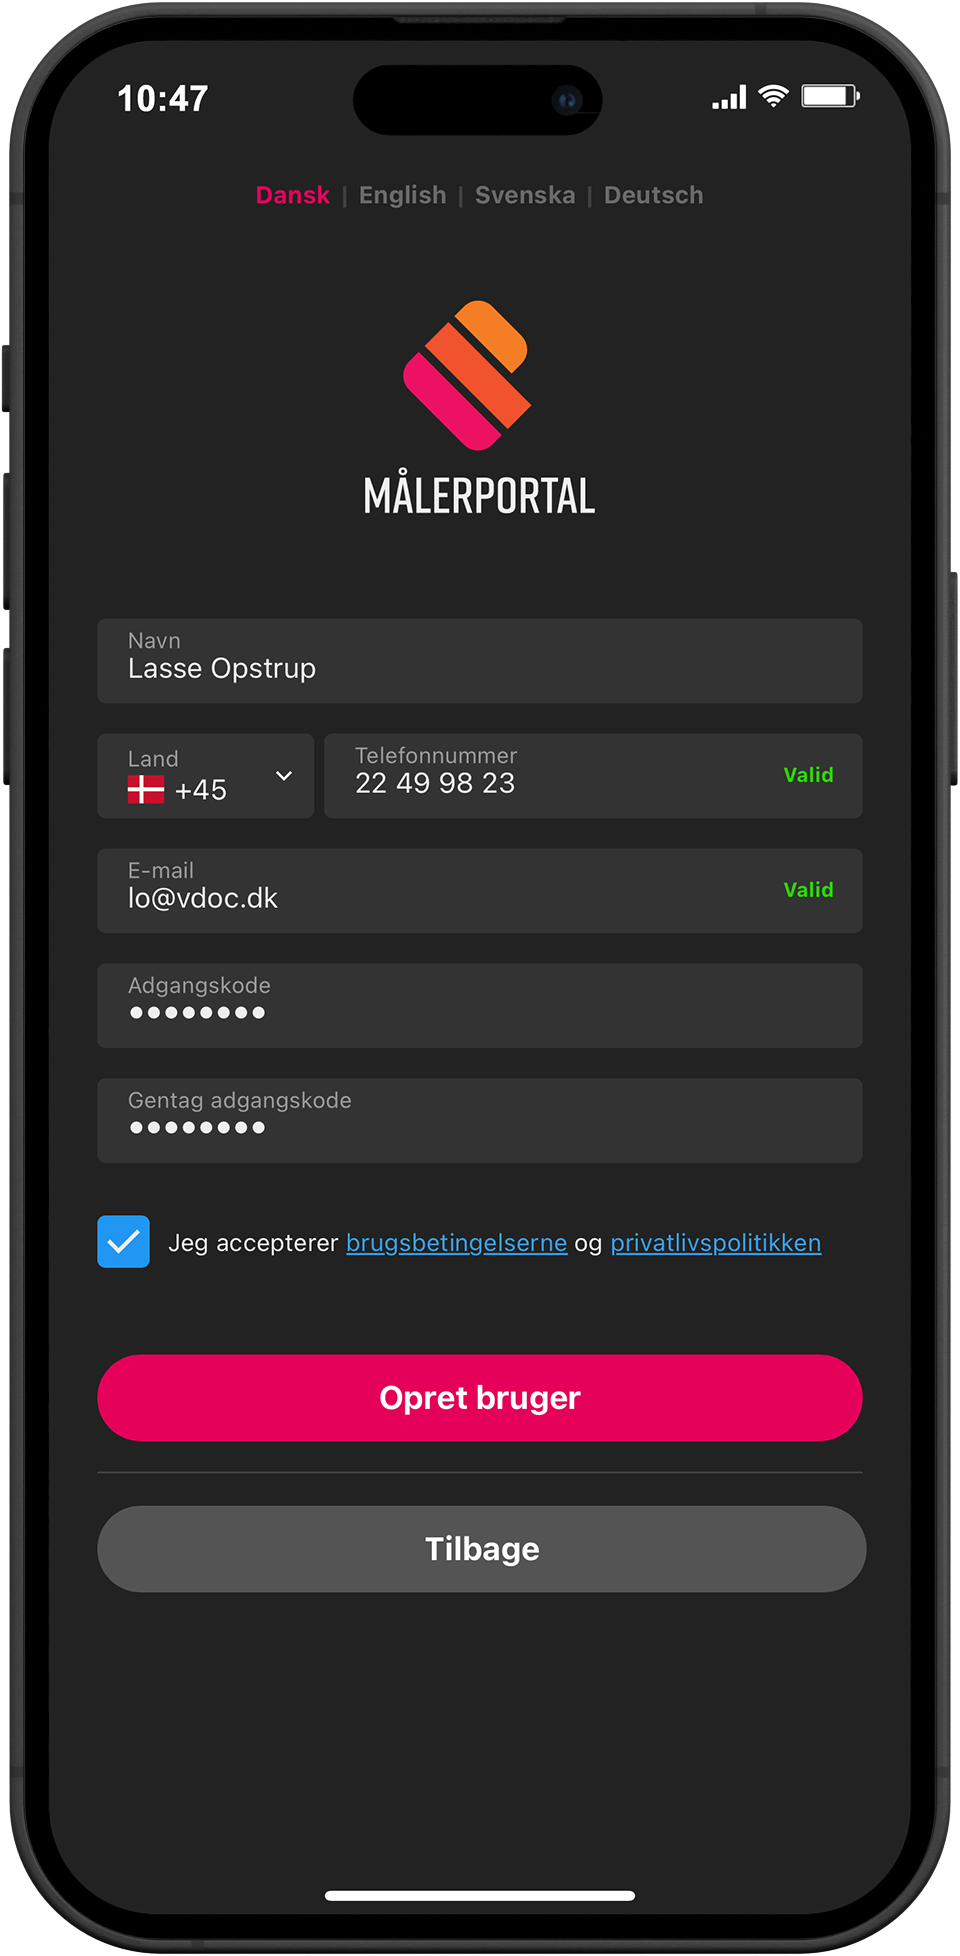 10:47
Dansk | English | Svenska | Deutsch
MÅLERPORTAL
Navn
Lasse Opstrup
Land
+45
Telefonnummer
22 49 98 23
Valid
E-mail
lo@vdoc.dk
Valid
Adgangskode
••••••••
Gentag adgangskode
••••••••
Jeg accepterer brugsbetingelserne og privatlivspolitikken
Opret bruger
Tilbage